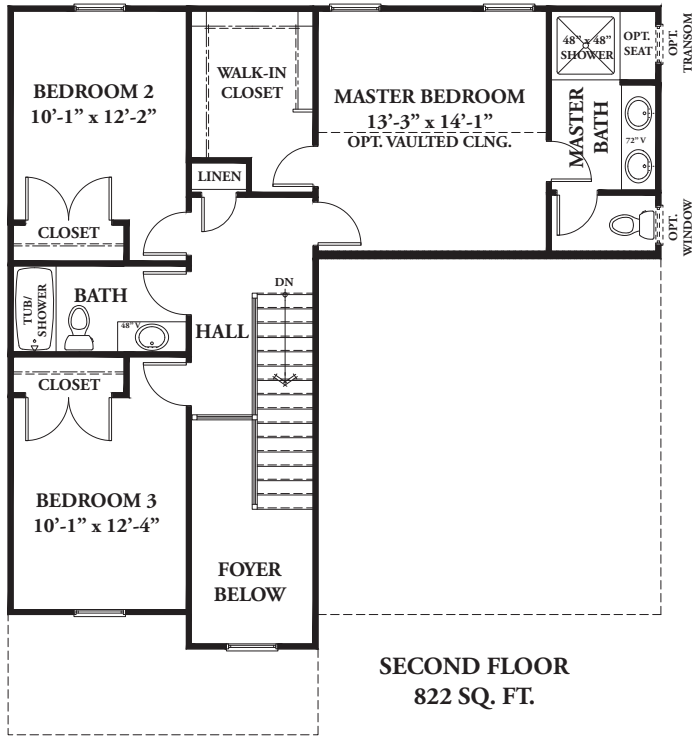 BEDROOM 2
10’-1” x 12’-2”
WALK-IN
CLOSET
MASTER BEDROOM
13’-3” x 14’-1”
OPT. VAULTED CLNG.
48” x 48”
SHOWER
OPT.
SEAT
OPT.
TRANSOM
MASTER
BATH
72” V
LINEN
CLOSET
OPT.
WINDOW
TUB/
SHOWER
BATH
48” V
HALL
DN
CLOSET
BEDROOM 3
10’-1” x 12’-4”
FOYER
BELOW
SECOND FLOOR
822 SQ. FT.